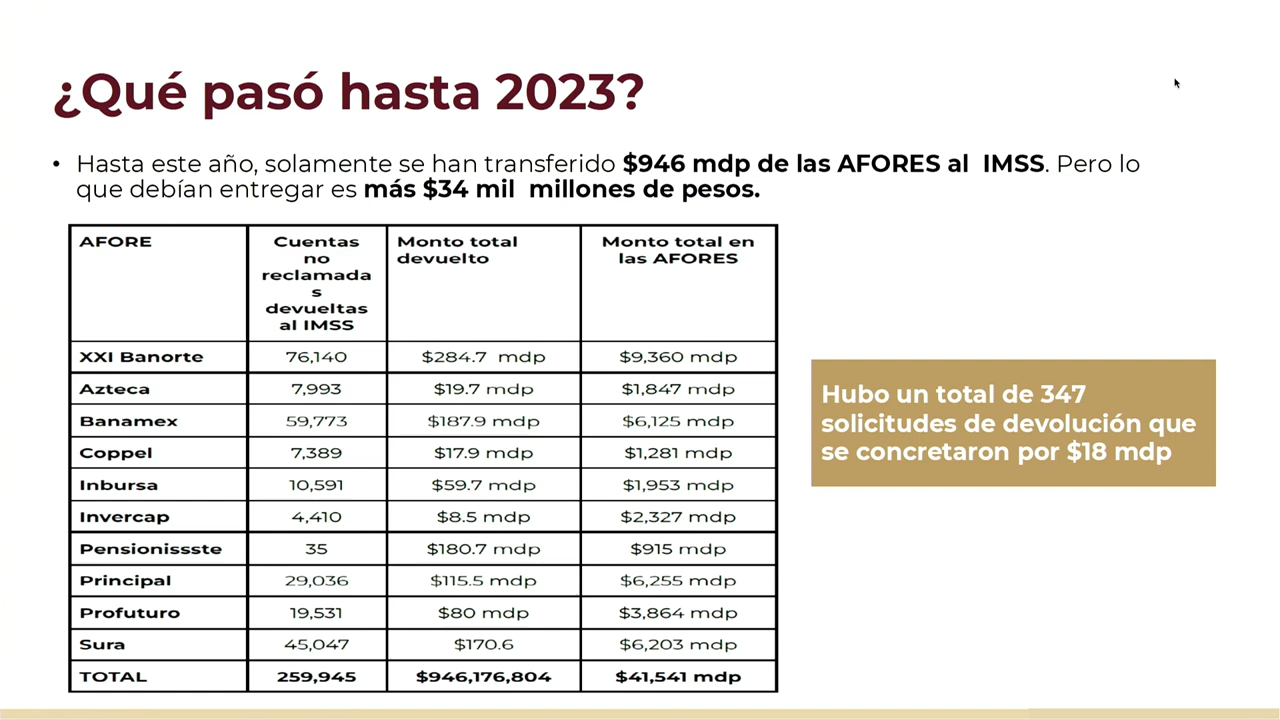 ¿Qué pasó hasta 2023?
• Hasta este año, solamente se han transferido $946 mdp de las AFORES al IMSS. Pero lo
que debían entregar es más $34 mil millones de pesos.
AFORE Cuentas no reclamadas devueltas al IMSS Monto total devuelto Monto total en las AFORES
XXI Banorte 76,140 $284.7 mdp $9,360 mdp
Azteca 7,993 $19.7 mdp $1,847 mdp
Banamex 59,773 $187.9 mdp $6,125 mdp
Coppel 7,389 $17.9 mdp $1,281 mdp
Inbursa 10,591 $59.7 mdp $1,953 mdp
Invercap 4,410 $8.5 mdp $2,327 mdp
Pensionissste 35 $180.7 mdp $915 mdp
Principal 29,036 $115.5 mdp $6,255 mdp
Profuturo 19,531 $80 mdp $3,864 mdp
Sura 45,047 $170.6 $6,203 mdp
TOTAL 259,945 $946,176,804 $41,541 mdp
Hubo un total de 347
solicitudes de devolución que
se concretaron por $18 mdp